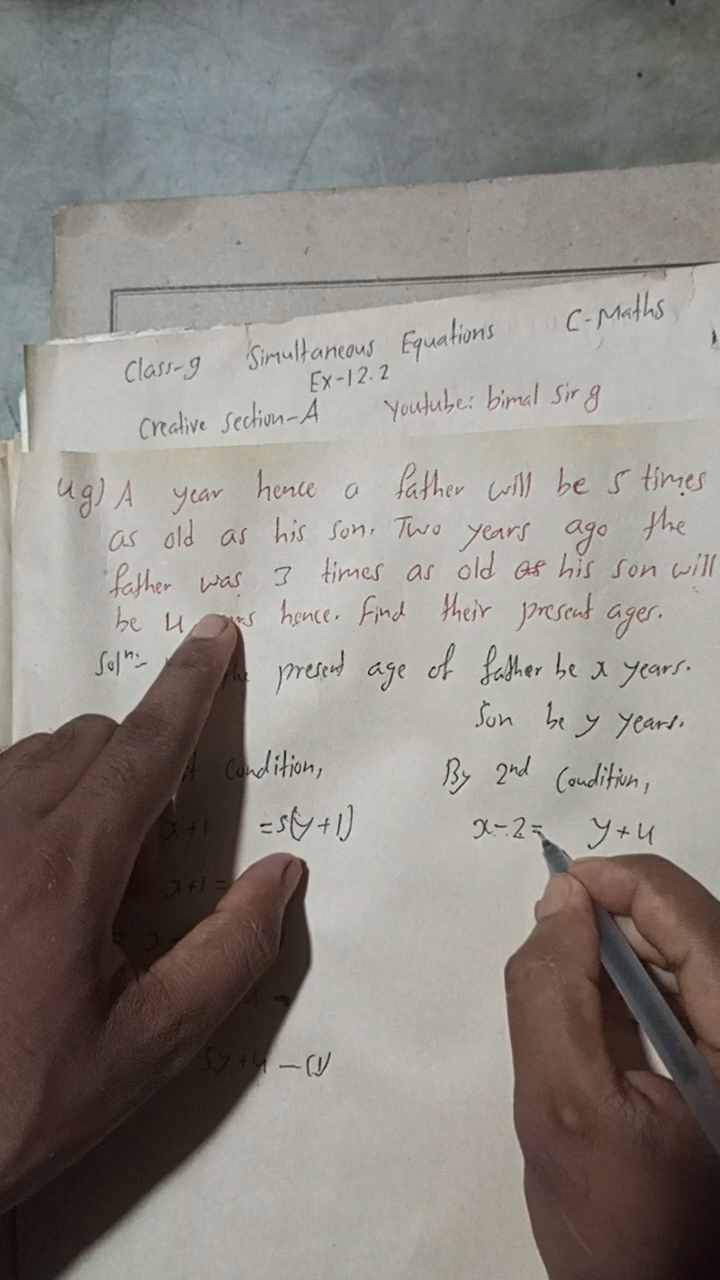 Class-9 Simultaneous Equations C-Maths
Ex-12.2
Creative Section-A Youtube: bimal sir g
4g) A year hence a father will be 5 times
as old as his son. Two years ago the
father was 3 times as old as his son will
be 4 hence. Find their present ages.
Solⁿ:- the present age of father be x years.
Son be y years.
condition, By 2nd Condition,
x+1 =5(y+1) x-2= y+4
x+1=
5y+4 -(1)